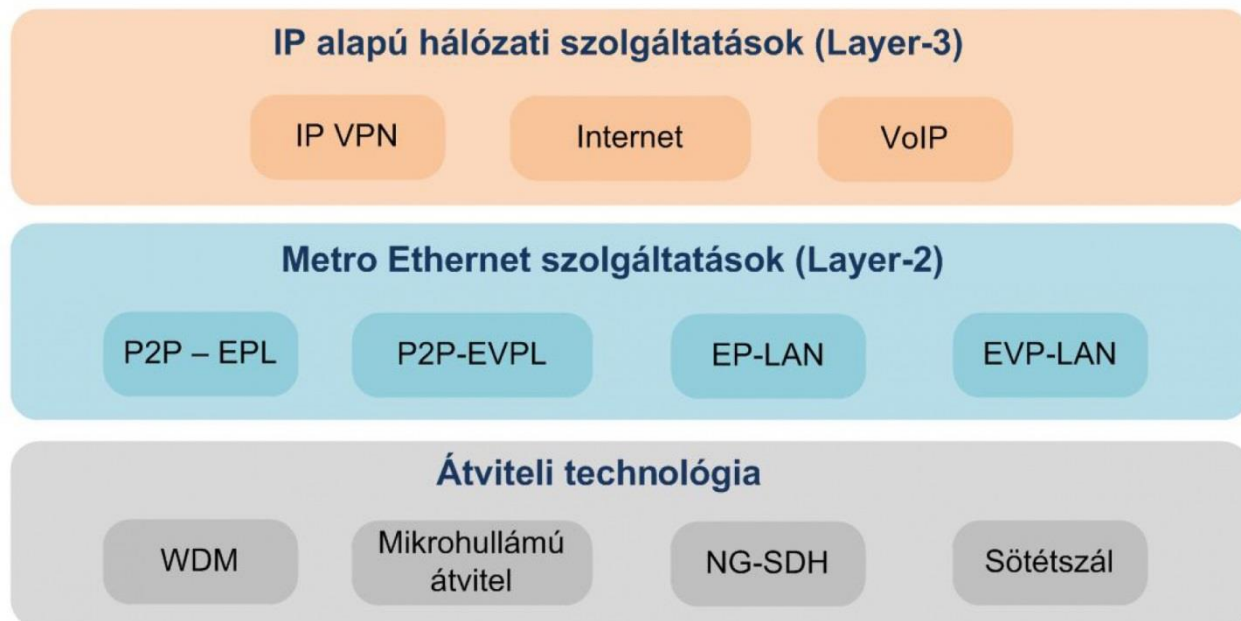 IP alapú hálózati szolgáltatások (Layer-3)
IP VPN
Internet
VoIP
Metro Ethernet szolgáltatások (Layer-2)
P2P – EPL
P2P-EVPL
EP-LAN
EVP-LAN
Átviteli technológia
WDM
Mikrohullámú
átvitel
NG-SDH
Sötétszál